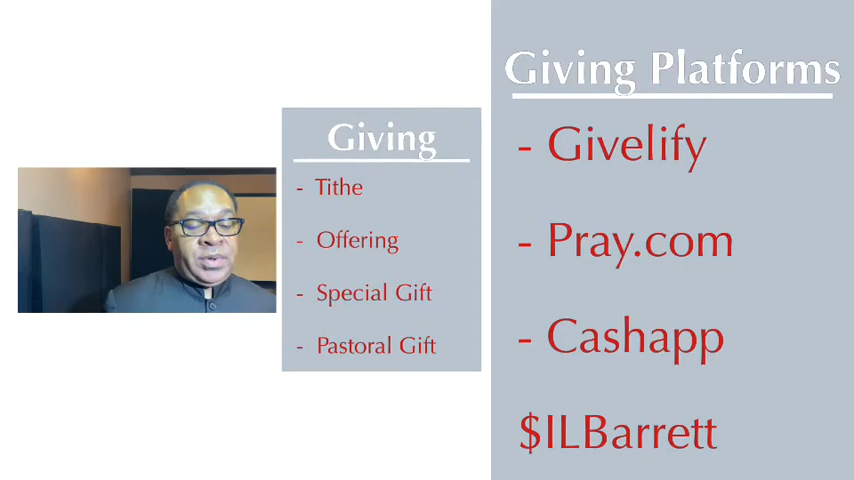 Giving
- Tithe
- Offering
- Special Gift
- Pastoral Gift
Giving Platforms
- Givelify
- Pray.com
- Cashapp
$ILBarrett